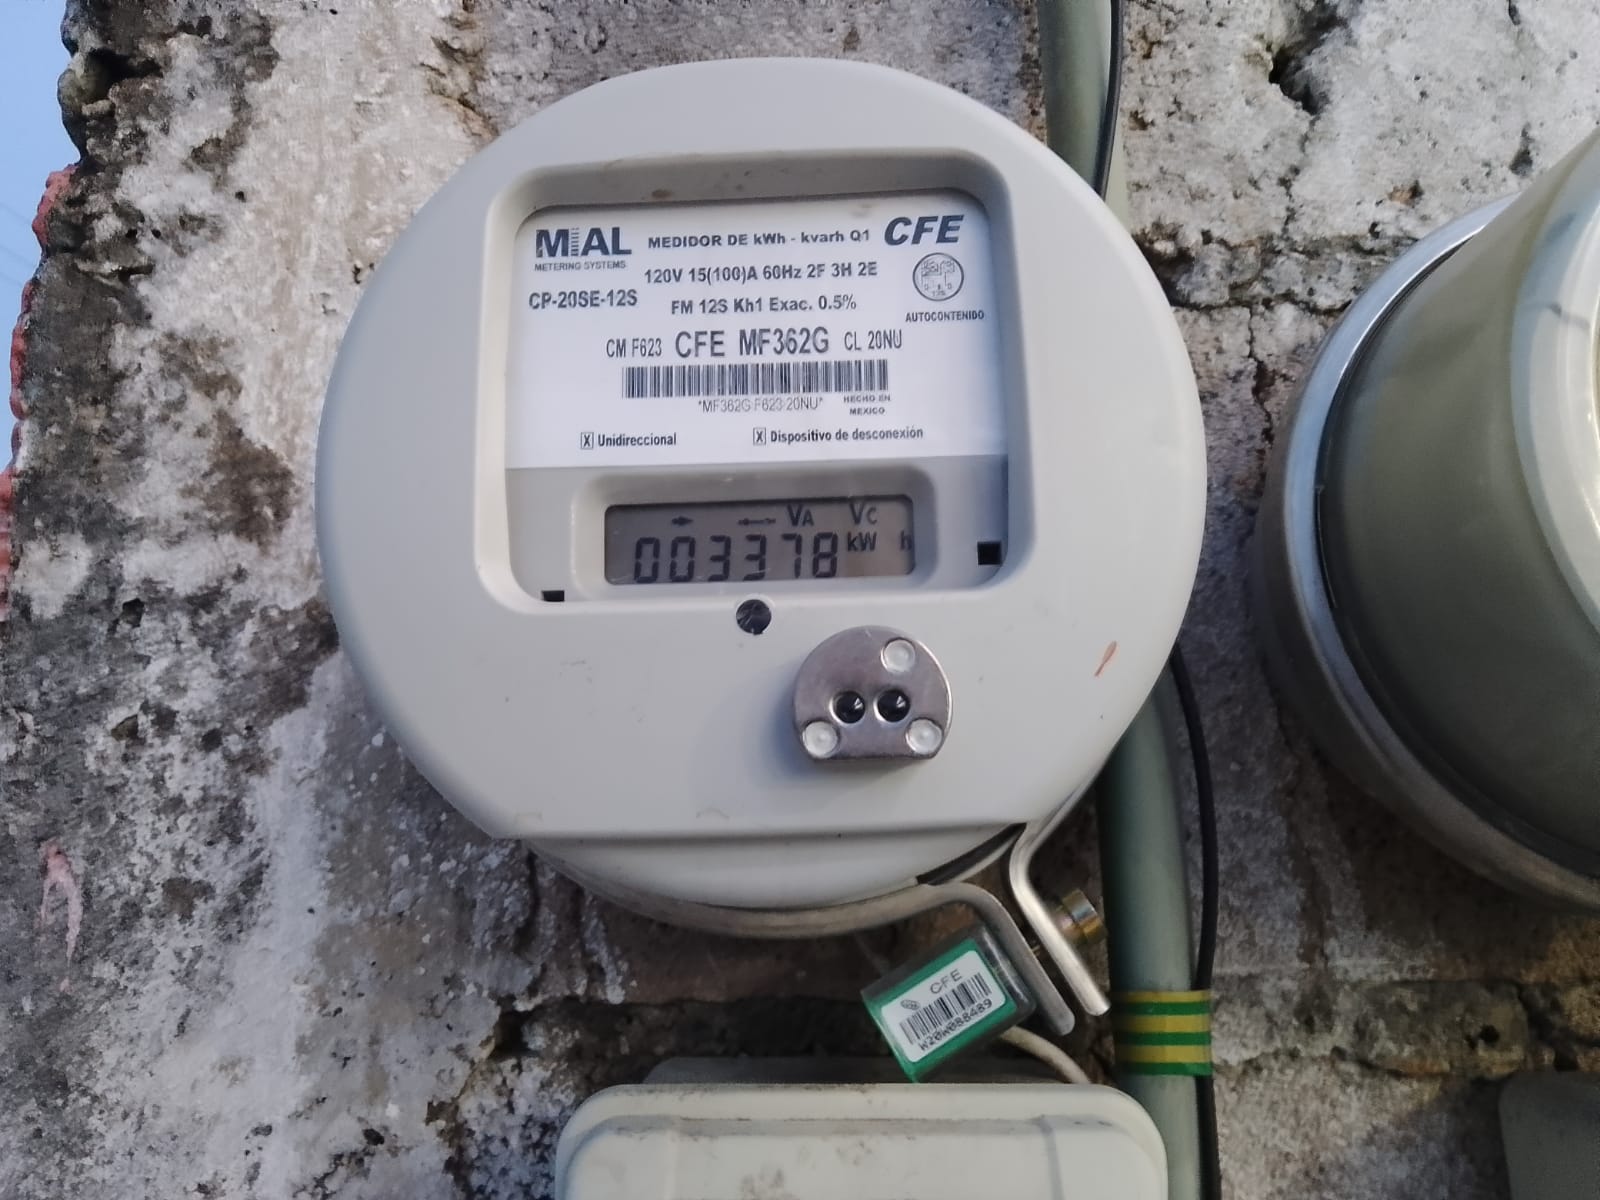 MIAL
METERING SYSTEMS
MEDIDOR DE kWh - kvarh Q1
CFE
120V 15(100)A 60Hz 2F 3H 2E
CP-20SE-12S
FM 12S Kh1 Exac. 0.5%
AUTOCONTENIDO
CM F623 CFE MF362G CL 20NU
*MF362G F623 20NU*
HECHO EN
MEXICO
X Unidireccional
X Dispositivo de desconexión
VA VC
003378 kW h
CFE
W20W088489